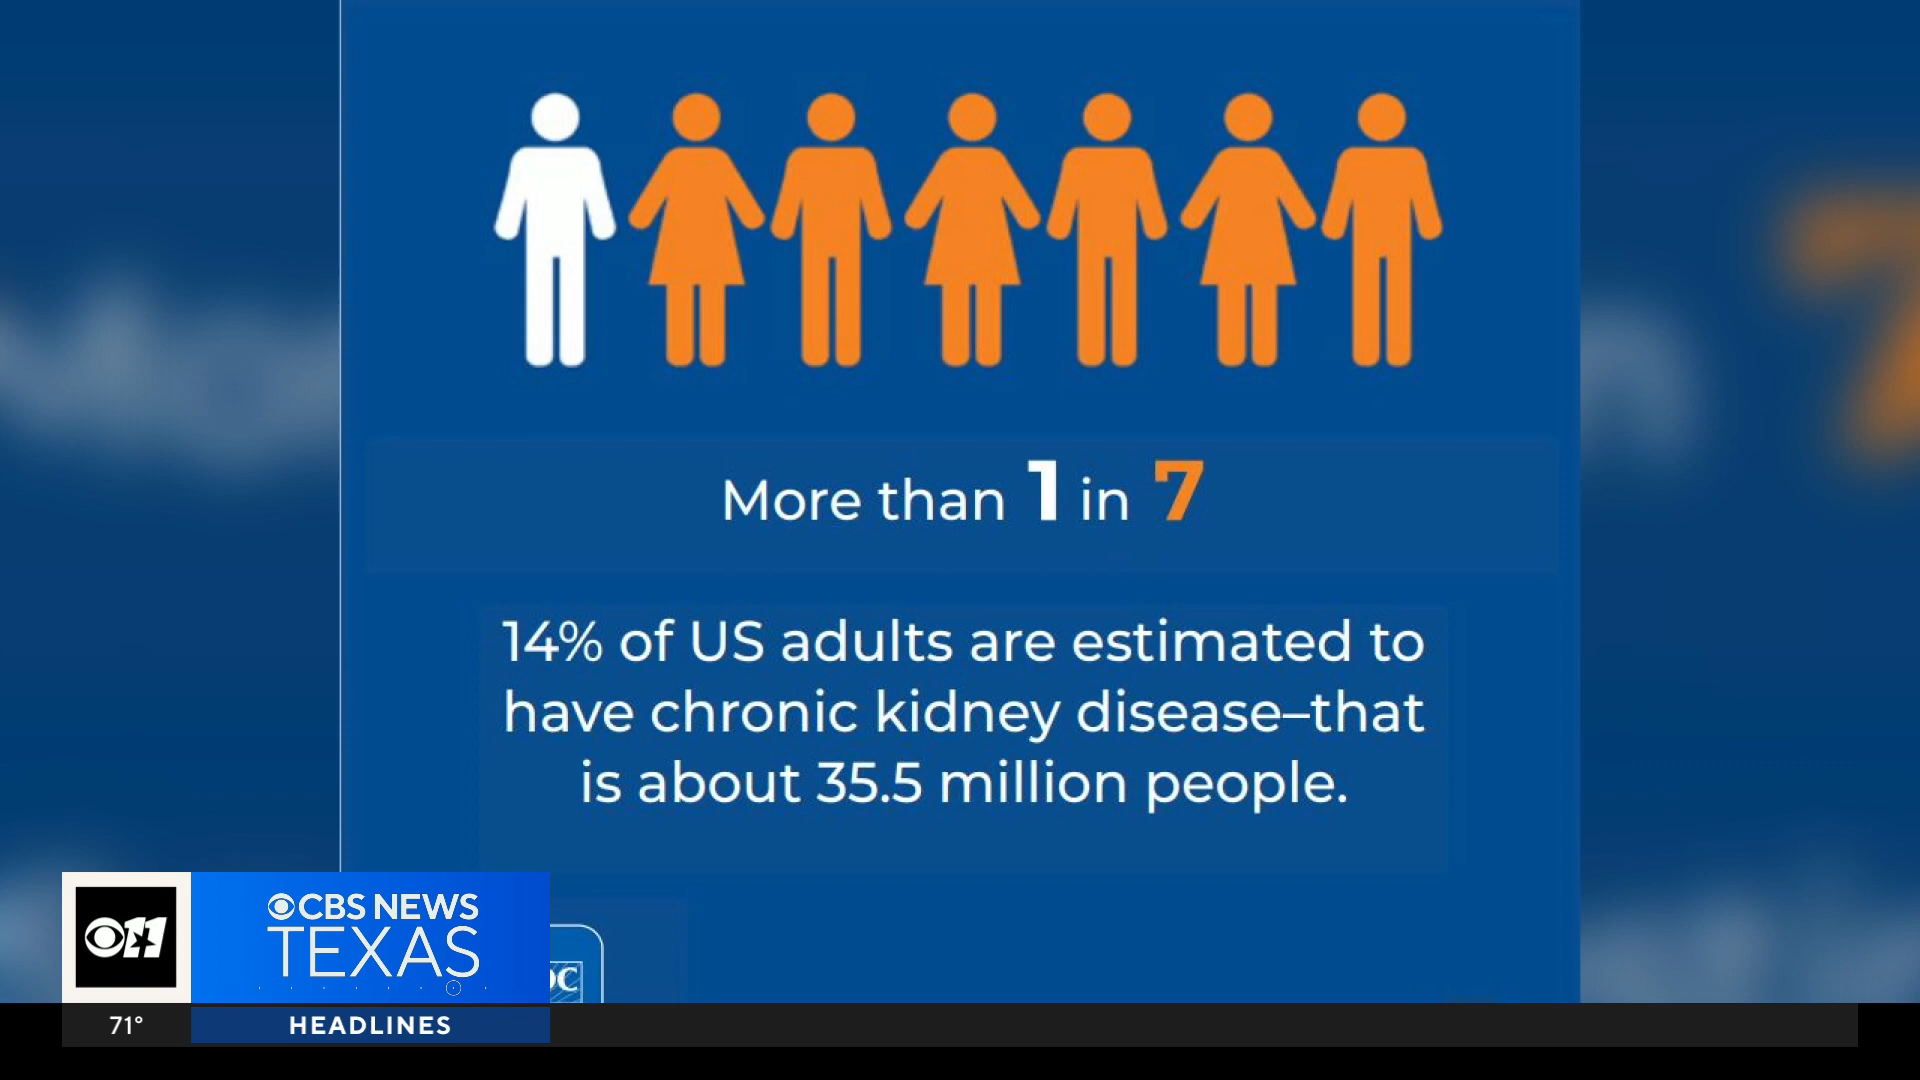 More than 1 in 7
14% of US adults are estimated to
have chronic kidney disease–that
is about 35.5 million people.
11
CBS NEWS
TEXAS
71°
HEADLINES